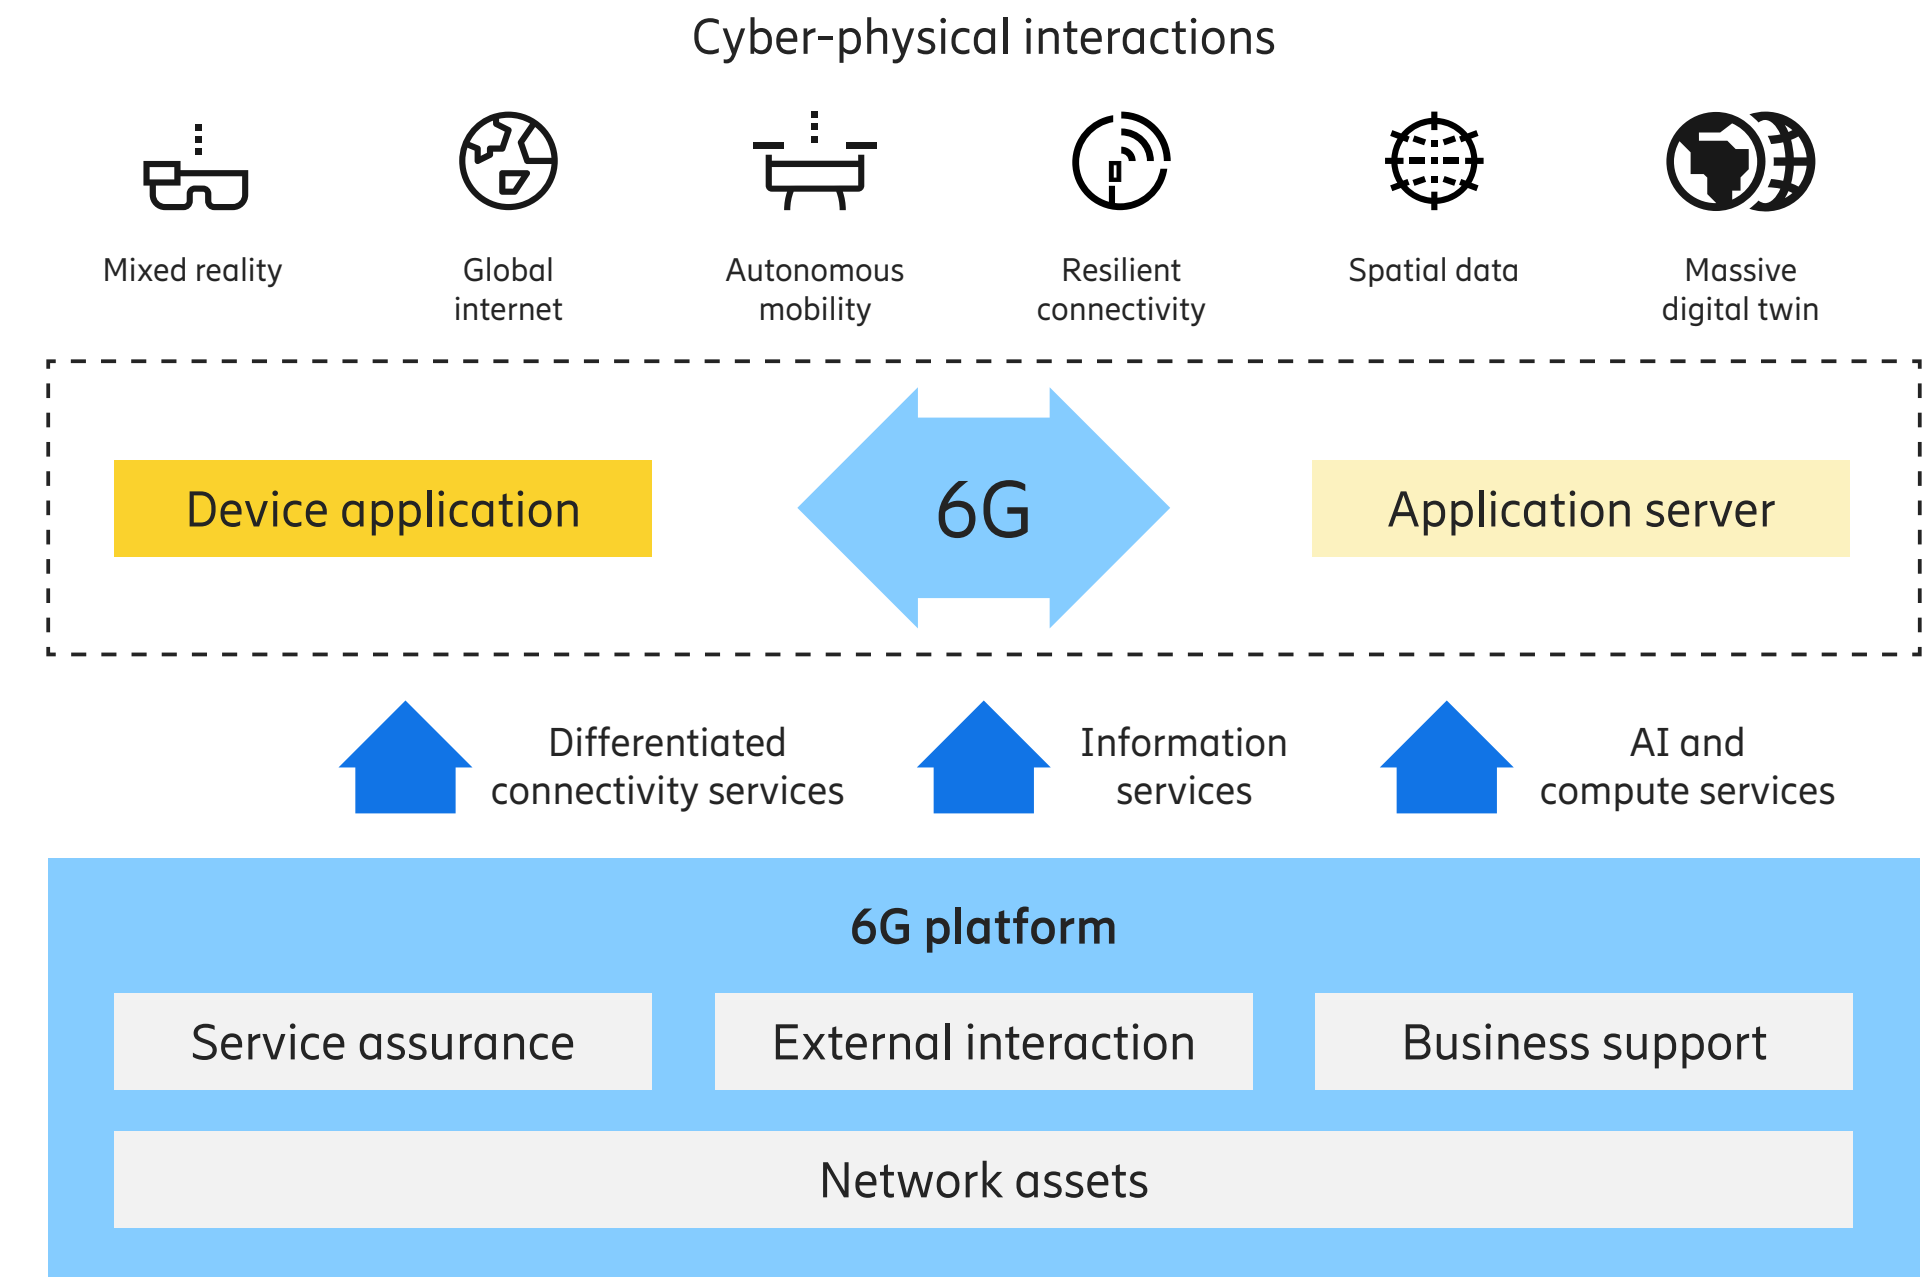 Cyber-physical interactions
Mixed reality
Global
internet
Autonomous
mobility
Resilient
connectivity
Spatial data
Massive
digital twin
Device application
6G
Application server
Differentiated
connectivity services
Information
services
AI and
compute services
6G platform
Service assurance
External interaction
Business support
Network assets